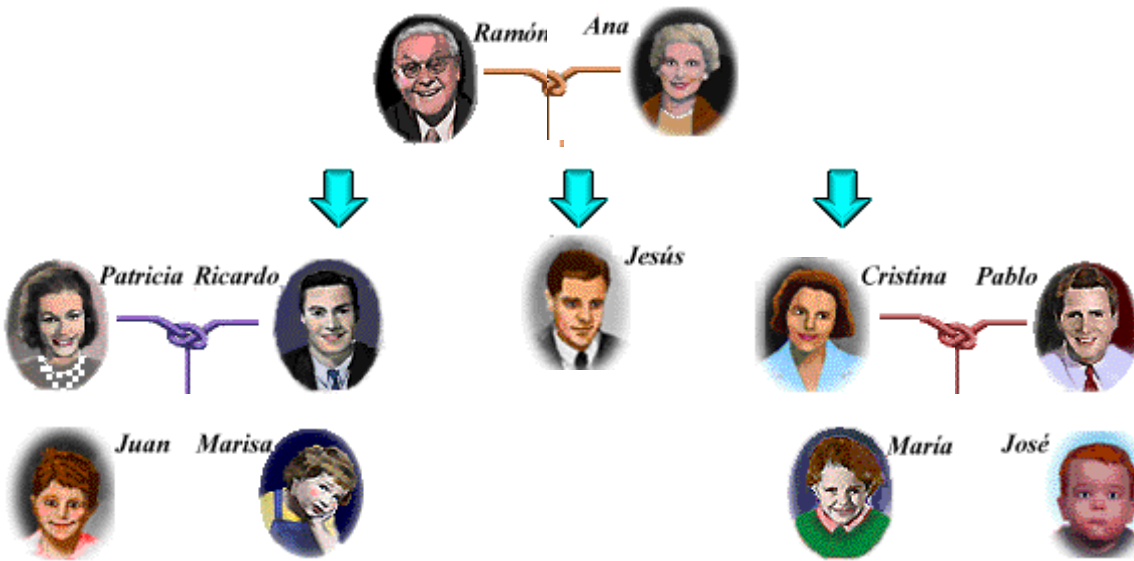 Ramón Ana
Patricia Ricardo
Jesús
Cristina Pablo
Juan Marisa
María José